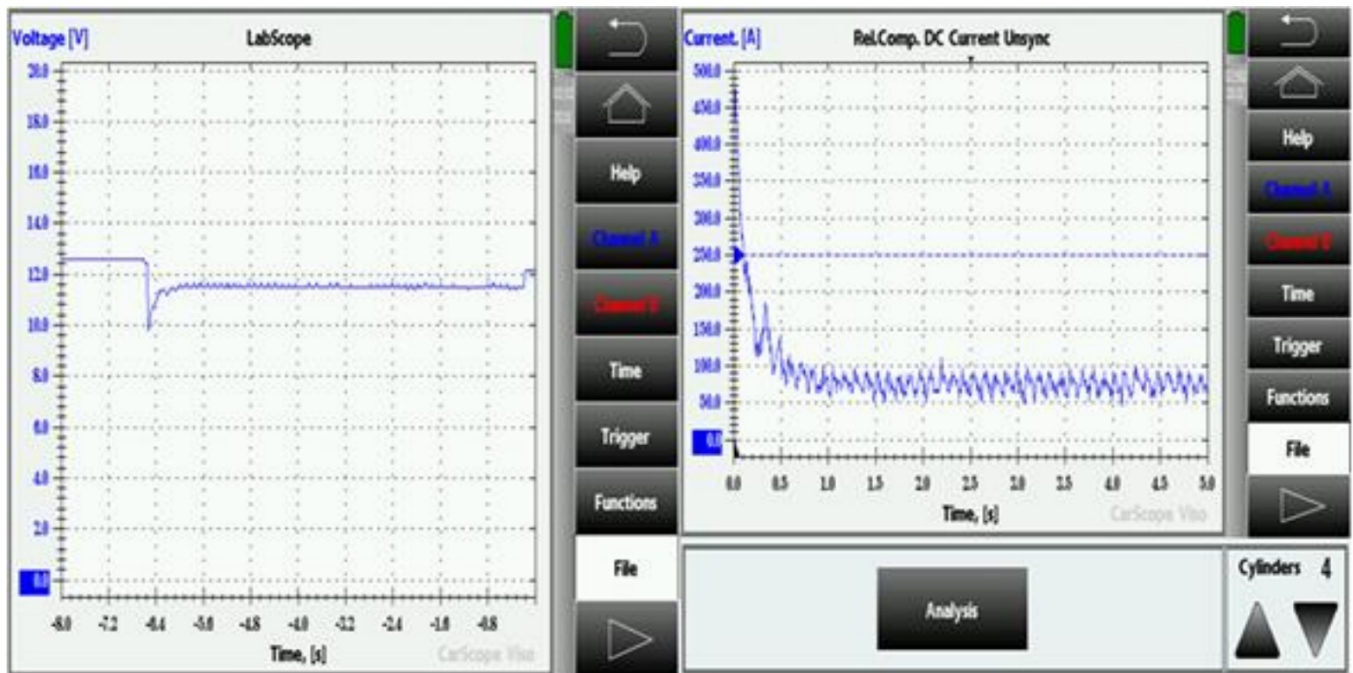 Voltage [V] LabScope
20.0
18.0
16.0
14.0
12.0
10.0
8.0
6.0
4.0
2.0
0.0
-8.0 -7.2 -6.4 -5.6 -4.8 -4.0 -3.2 -2.4 -1.6 -0.8
Time, [s] CarScope Viso
Help
Channel A
Time
Trigger
Functions
File
Current. [A] Rel.Comp. DC Current Unsync
500.0
450.0
400.0
350.0
300.0
250.0
200.0
150.0
100.0
50.0
0.0
0.0 0.5 1.0 1.5 2.0 2.5 3.0 3.5 4.0 4.5 5.0
Time, [s] CarScope Viso
Help
Channel A
Time
Trigger
Functions
File
Analysis
Cylinders 4